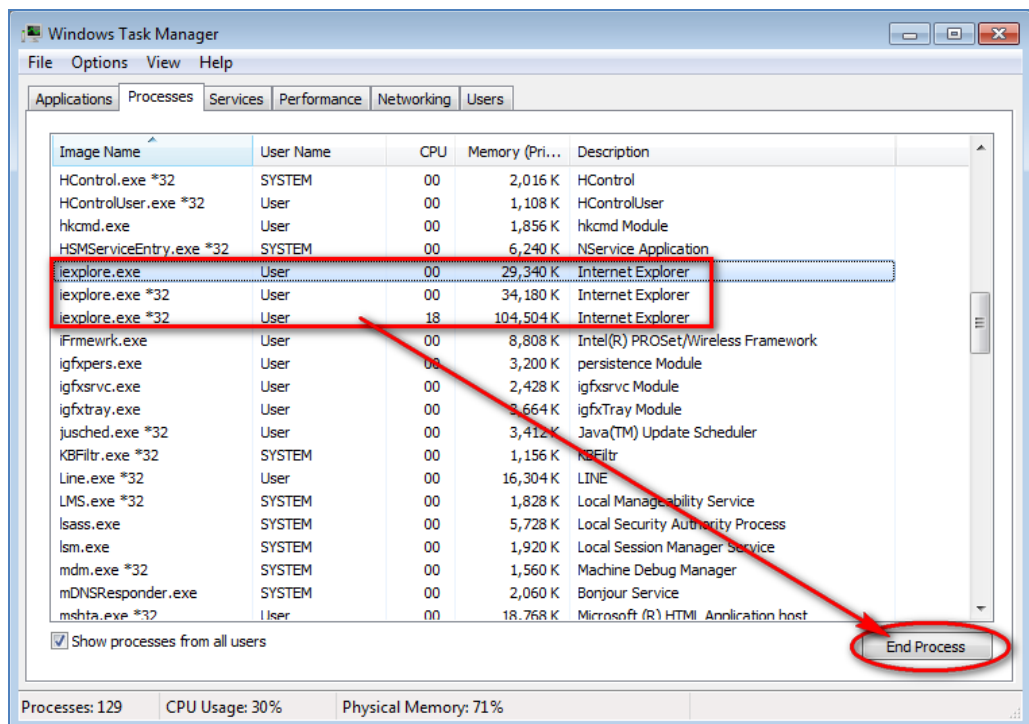 Windows Task Manager
File Options View Help
Applications Processes Services Performance Networking Users
Image Name User Name CPU Memory (Pri... Description
HControl.exe *32 SYSTEM 00 2,016 K HControl
HControlUser.exe *32 User 00 1,108 K HControlUser
hkcmd.exe User 00 1,856 K hkcmd Module
HSMServiceEntry.exe *32 SYSTEM 00 6,240 K NService Application
iexplore.exe User 00 29,340 K Internet Explorer
iexplore.exe *32 User 00 34,180 K Internet Explorer
iexplore.exe *32 User 18 104,504 K Internet Explorer
iFrmewrk.exe User 00 8,808 K Intel(R) PROSet/Wireless Framework
igfxpers.exe User 00 3,200 K persistence Module
igfxsrvc.exe User 00 2,428 K igfxsrvc Module
igfxtray.exe User 00 3,664 K igfxTray Module
jusched.exe *32 User 00 3,412 K Java(TM) Update Scheduler
KBFiltr.exe *32 SYSTEM 00 1,156 K KBFiltr
Line.exe *32 User 00 16,304 K LINE
LMS.exe *32 SYSTEM 00 1,828 K Local Manageability Service
lsass.exe SYSTEM 00 5,728 K Local Security Authority Process
lsm.exe SYSTEM 00 1,920 K Local Session Manager Service
mdm.exe *32 SYSTEM 00 1,560 K Machine Debug Manager
mDNSResponder.exe SYSTEM 00 2,060 K Bonjour Service
mshta.exe *32 User 00 18,768 K Microsoft (R) HTML Application host
Show processes from all users
End Process
Processes: 129 CPU Usage: 30% Physical Memory: 71%